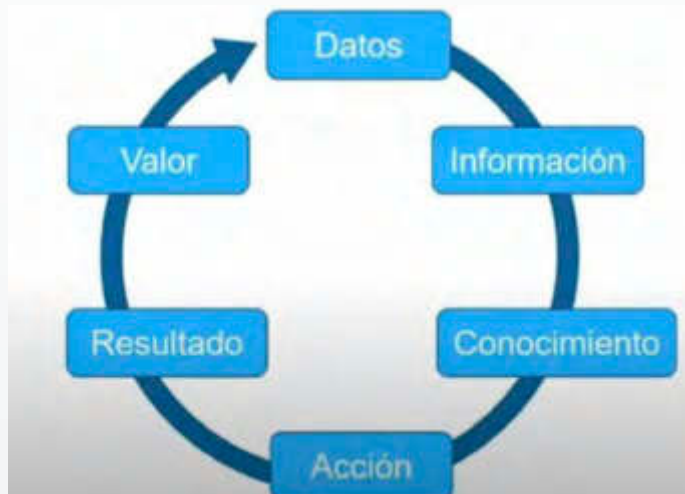 Datos
Información
Conocimiento
Acción
Resultado
Valor